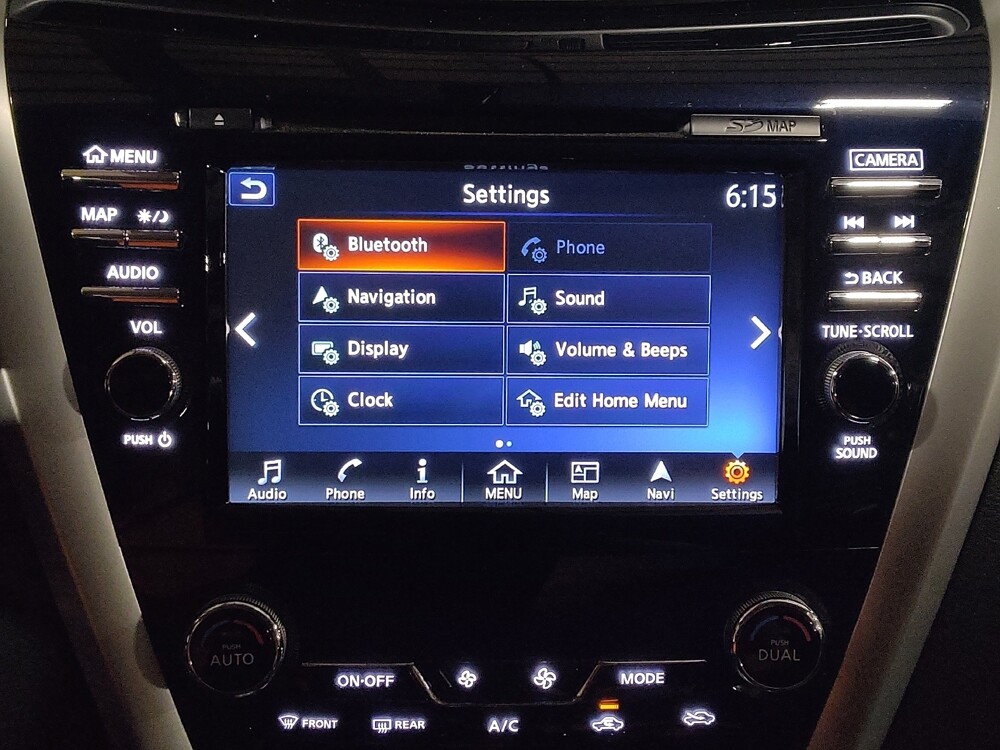 SD MAP
MENU
CAMERA
Settings
6:15
MAP
Bluetooth
Phone
AUDIO
BACK
Navigation
Sound
VOL
TUNE·SCROLL
Display
Volume & Beeps
Clock
Edit Home Menu
PUSH
PUSH
SOUND
Audio
Phone
Info
MENU
Map
Navi
Settings
PUSH
AUTO
PUSH
DUAL
ON·OFF
MODE
FRONT
REAR
A/C